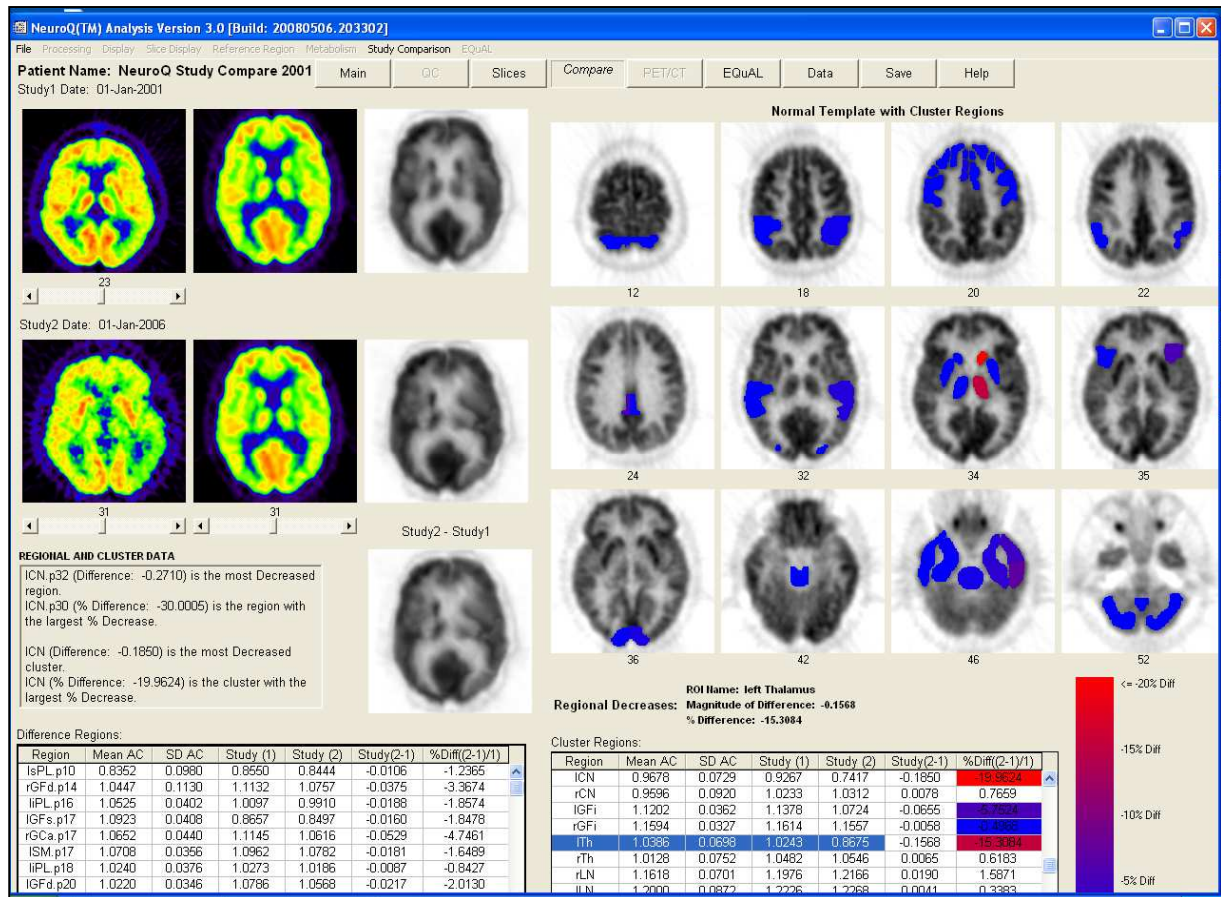 NeuroQ(TM) Analysis Version 3.0 [Build: 20080506.203302]
File Processing Display Slice Display Reference Region Metabolism Study Comparison EQuAL
Patient Name: NeuroQ Study Compare 2001
Main QC Slices Compare PET/CT EQuAL Data Save Help
Study1 Date: 01-Jan-2001
23
Study2 Date: 01-Jan-2006
31 31
Study2 - Study1
REGIONAL AND CLUSTER DATA
lCN.p32 (Difference: -0.2710) is the most Decreased
region.
lCN.p30 (% Difference: -30.0005) is the region with
the largest % Decrease.
lCN (Difference: -0.1850) is the most Decreased
cluster.
lCN (% Difference: -19.9624) is the cluster with the
largest % Decrease.
Difference Regions:
Region Mean AC SD AC Study (1) Study (2) Study(2-1) %Diff((2-1)/1)
lsPL.p10 0.8352 0.0980 0.8550 0.8444 -0.0106 -1.2365
rGFd.p14 1.0447 0.1130 1.1132 1.0757 -0.0375 -3.3674
liPL.p16 1.0525 0.0402 1.0097 0.9910 -0.0188 -1.8574
lGFs.p17 1.0923 0.0408 0.8657 0.8497 -0.0160 -1.8478
rGCa.p17 1.0652 0.0440 1.1145 1.0616 -0.0529 -4.7461
lSM.p17 1.0708 0.0356 1.0962 1.0782 -0.0181 -1.6489
liPL.p18 1.0240 0.0376 1.0273 1.0186 -0.0087 -0.8427
lGFd.p20 1.0220 0.0346 1.0786 1.0568 -0.0217 -2.0130
Normal Template with Cluster Regions
12 18 20 22
24 32 34 35
36 42 46 52
Regional Decreases:
ROI Name: left Thalamus
Magnitude of Difference: -0.1568
% Difference: -15.3084
Cluster Regions:
Region Mean AC SD AC Study (1) Study (2) Study(2-1) %Diff((2-1)/1)
lCN 0.9678 0.0729 0.9267 0.7417 -0.1850 -19.9624
rCN 0.9596 0.0920 1.0233 1.0312 0.0078 0.7659
lGFi 1.1202 0.0362 1.1378 1.0724 -0.0655 -5.7524
rGFi 1.1594 0.0327 1.1614 1.1557 -0.0058
lTh 1.0386 0.0698 1.0243 0.8675 -0.1568 -15.3084
rTh 1.0128 0.0752 1.0482 1.0546 0.0065 0.6183
rLN 1.1618 0.0701 1.1976 1.2166 0.0190 1.5871
lLN 1.2000 0.0872 1.2226 1.2268 0.0041 0.3383
<= -20% Diff
-15% Diff
-10% Diff
-5% Diff